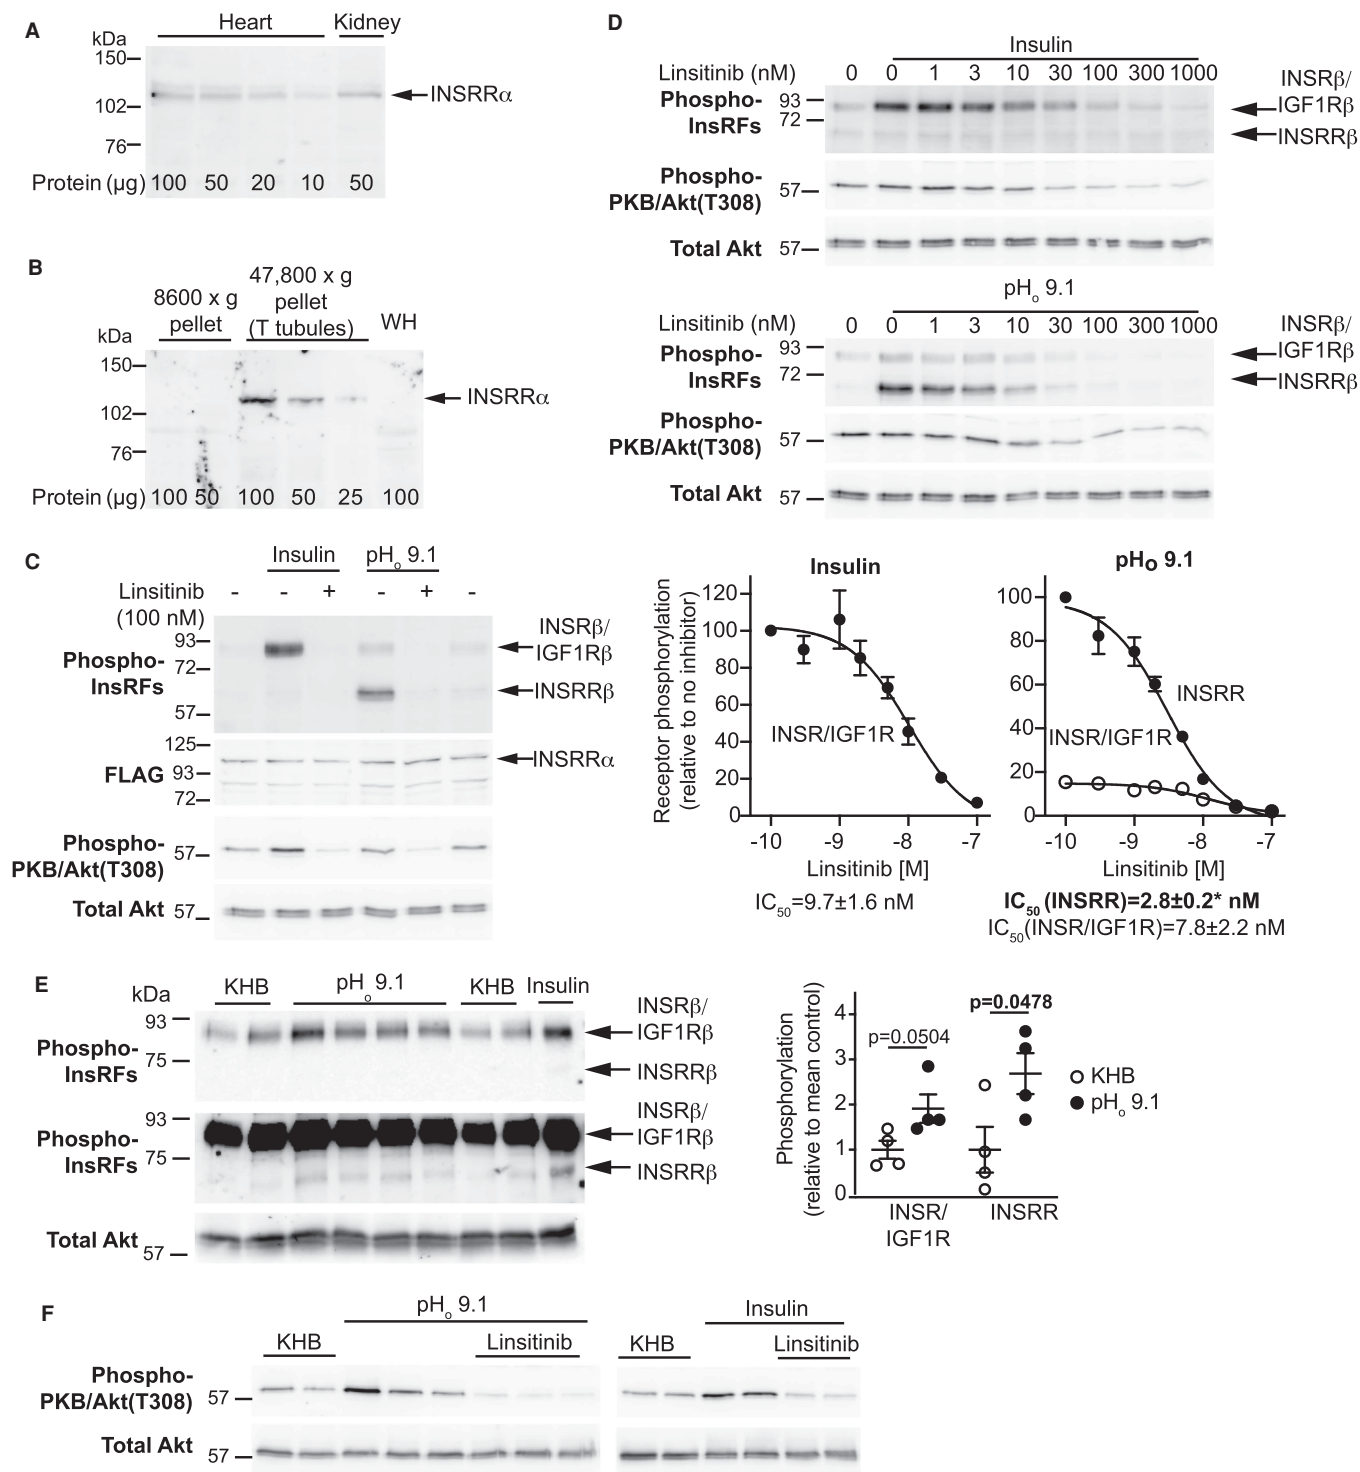 A
Heart
Kidney
kDa
150
102
76
INSRRα
Protein (µg) 100 50 20 10 50
B
8600 x g
pellet
47,800 x g
pellet
(T tubules)
WH
kDa
150
102
76
INSRRα
Protein (µg) 100 50 100 50 25 100
C
Insulin
pHo 9.1
Linsitinib
(100 nM)
- - + - + -
Phospho-
InsRFs
93
72
57
INSRβ/
IGF1Rβ
INSRRβ
FLAG
125
93
72
INSRRα
Phospho-
PKB/Akt(T308)
57
Total Akt
57
D
Insulin
Linsitinib (nM) 0 0 1 3 10 30 100 300 1000
Phospho-
InsRFs
93
72
INSRβ/
IGF1Rβ
INSRRβ
Phospho-
PKB/Akt(T308)
57
Total Akt
57
pHo 9.1
Linsitinib (nM) 0 0 1 3 10 30 100 300 1000
Phospho-
InsRFs
93
72
INSRβ/
IGF1Rβ
INSRRβ
Phospho-
PKB/Akt(T308)
57
Total Akt
57
Insulin
Receptor phosphorylation
(relative to no inhibitor)
120
100
80
60
40
20
0
INSR/IGF1R
-10 -9 -8 -7
Linsitinib [M]
IC50=9.7±1.6 nM
pHo 9.1
100
80
60
40
20
0
INSRR
INSR/IGF1R
-10 -9 -8 -7
Linsitinib [M]
IC50 (INSRR)=2.8±0.2* nM
IC50(INSR/IGF1R)=7.8±2.2 nM
E
kDa
KHB
pHo 9.1
KHB
Insulin
Phospho-
InsRFs
93
75
INSRβ/
IGF1Rβ
INSRRβ
Phospho-
InsRFs
93
75
INSRβ/
IGF1Rβ
INSRRβ
Total Akt
57
Phosphorylation
(relative to mean control)
4
3
2
1
0
p=0.0504
p=0.0478
KHB
pHo 9.1
INSR/
IGF1R
INSRR
F
pHo 9.1
KHB
Linsitinib
Insulin
KHB
Linsitinib
Phospho-
PKB/Akt(T308)
57
Total Akt
57